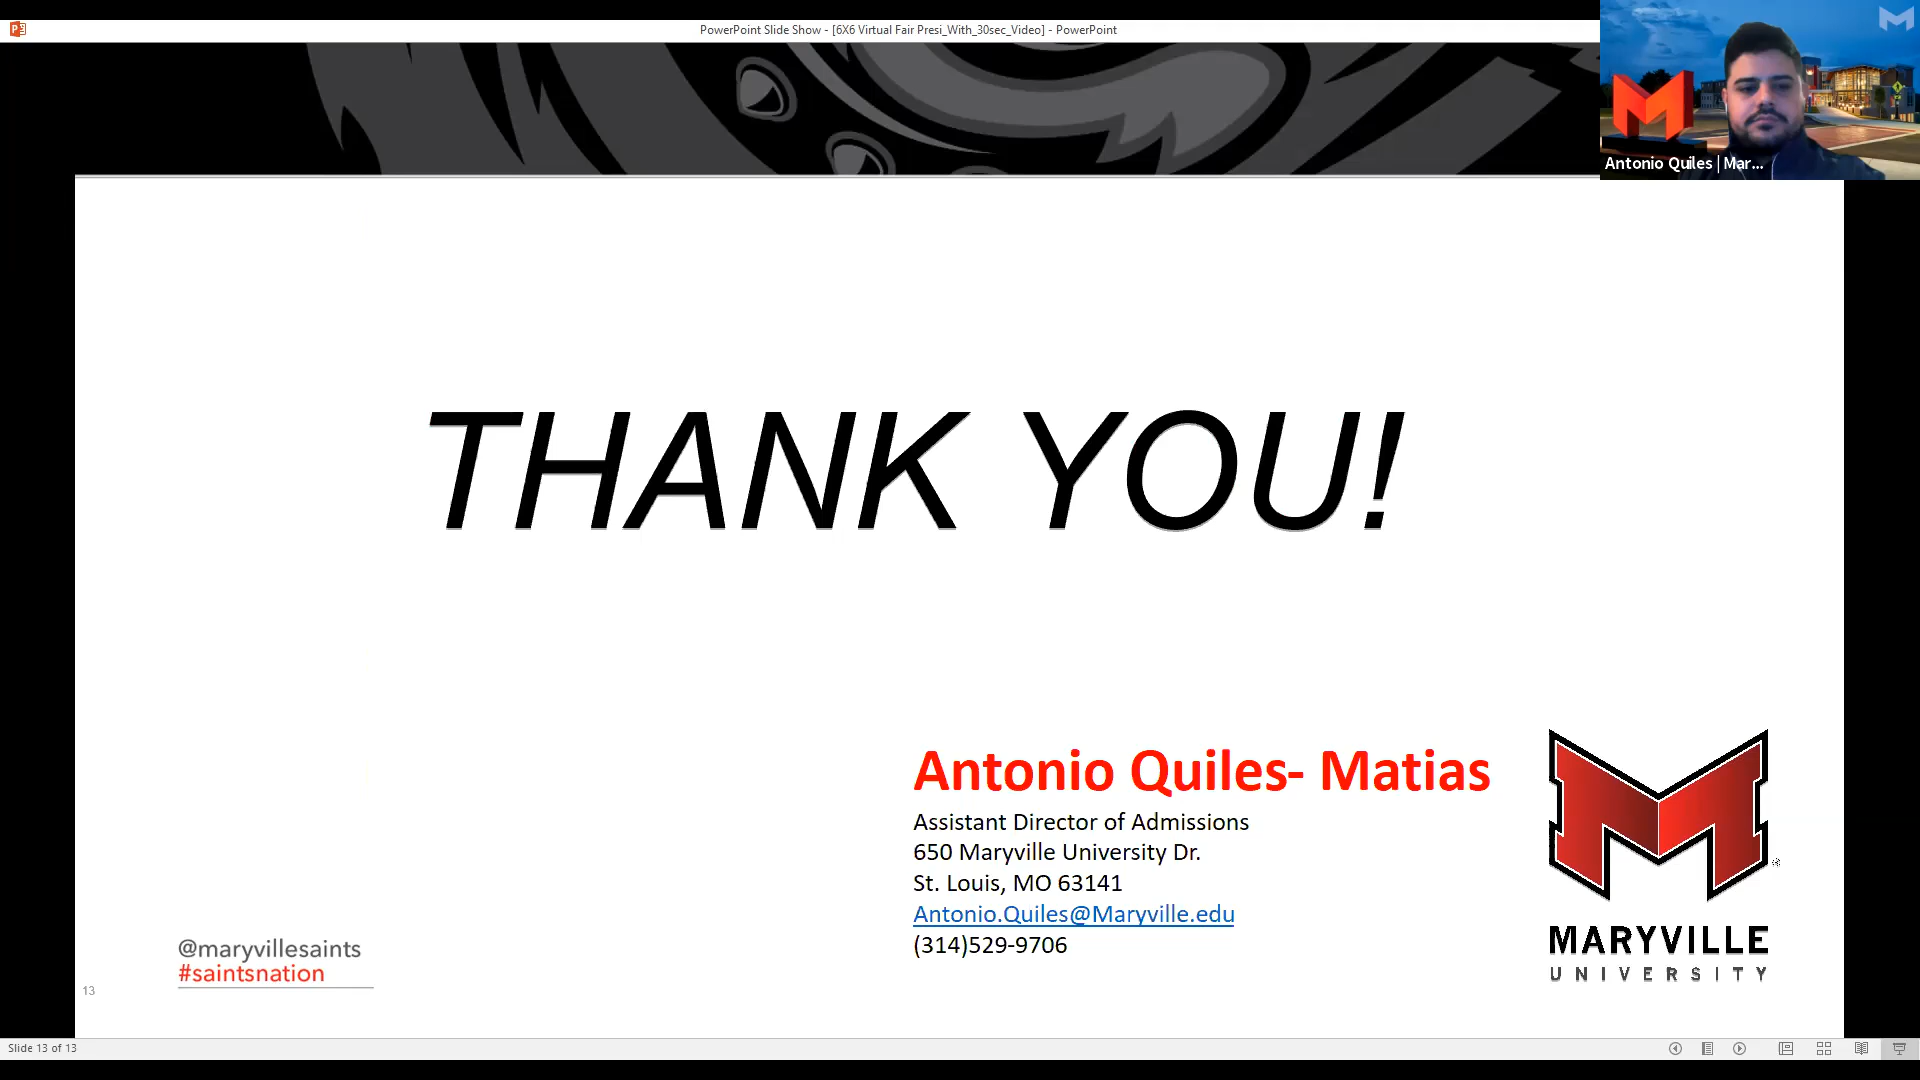 PowerPoint Slide Show - [6X6 Virtual Fair Presi_With_30sec_Video] - PowerPoint
Antonio Quiles | Mar...
THANK YOU!
Antonio Quiles- Matias
Assistant Director of Admissions
650 Maryville University Dr.
St. Louis, MO 63141
Antonio.Quiles@Maryville.edu
(314)529-9706
MARYVILLE
UNIVERSITY
@maryvillesaints
#saintsnation
13
Slide 13 of 13